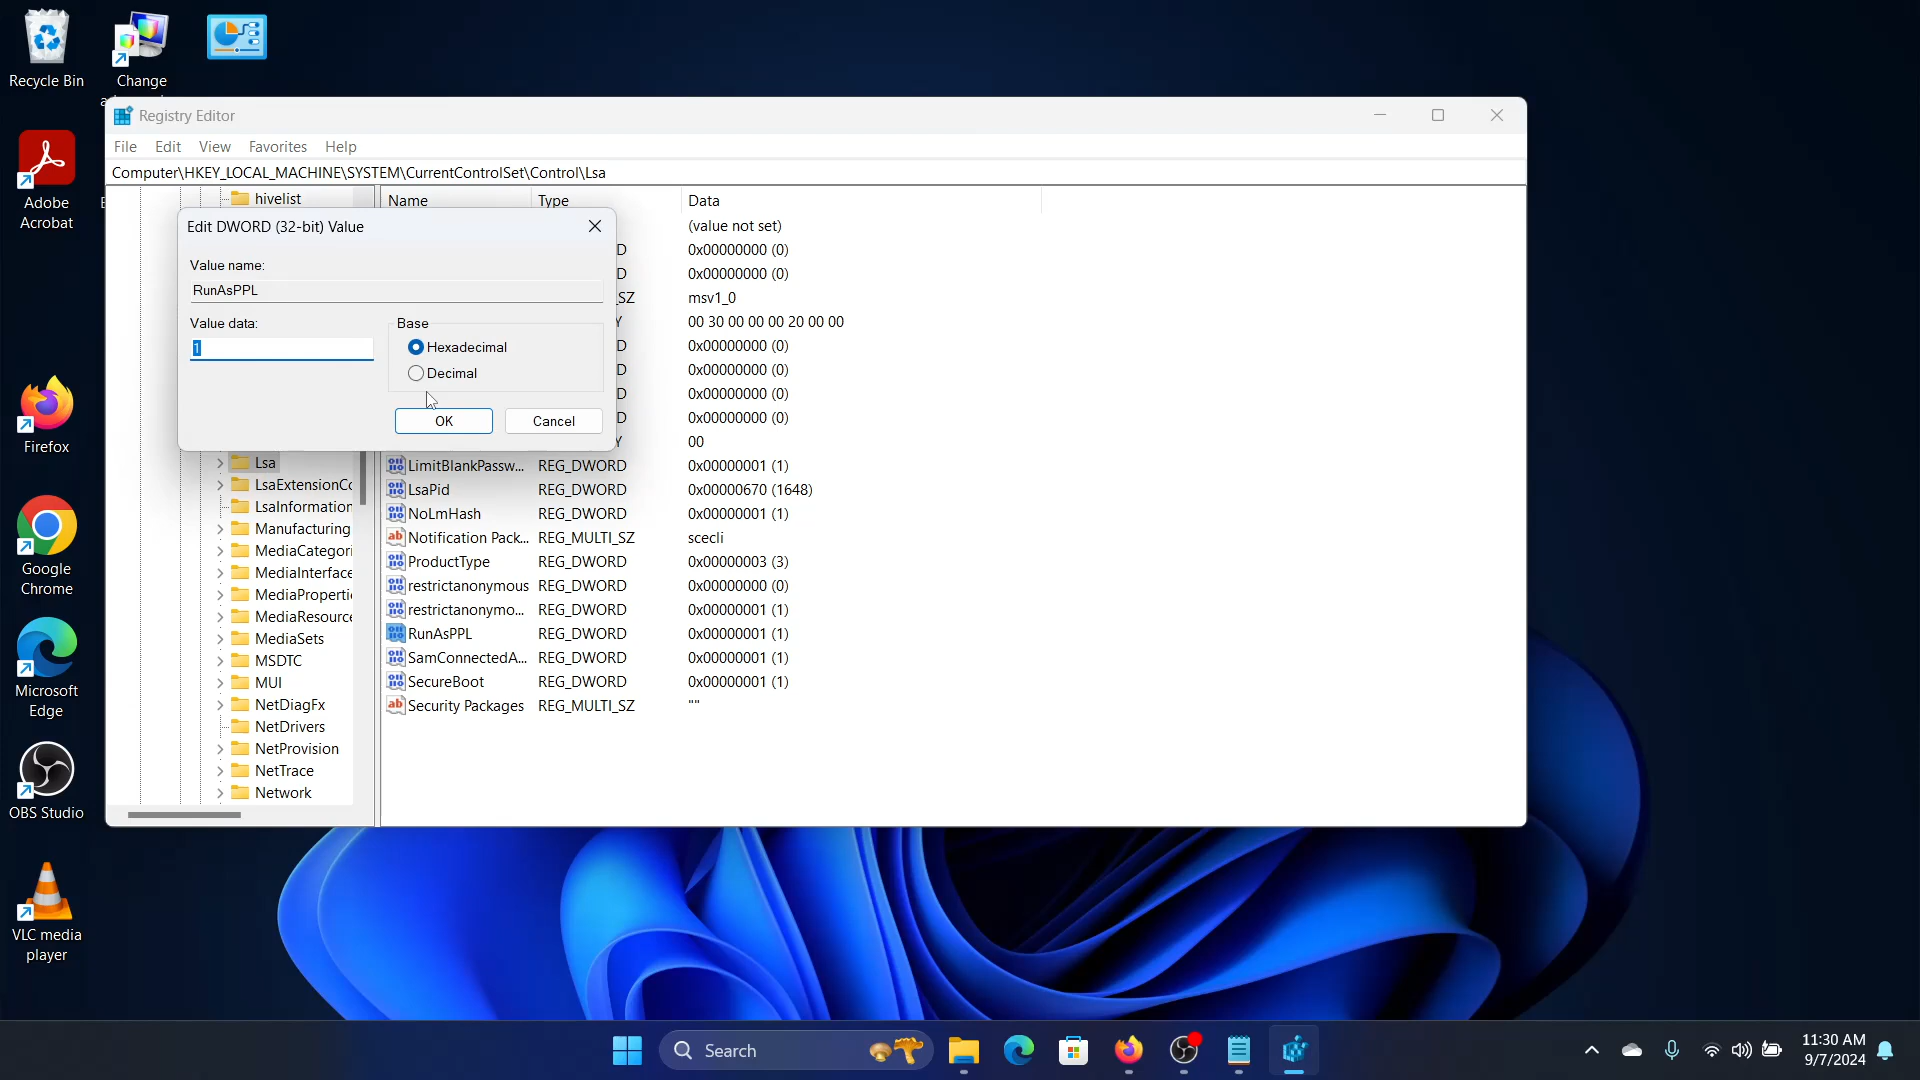 Recycle Bin
Change
Adobe
Acrobat
Firefox
Google
Chrome
Microsoft
Edge
OBS Studio
VLC media
player
Registry Editor
File Edit View Favorites Help
Computer\HKEY_LOCAL_MACHINE\SYSTEM\CurrentControlSet\Control\Lsa
hivelist
Lsa
LsaExtensionCo
LsaInformation
Manufacturing
MediaCategori
MediaInterface
MediaProperti
MediaResource
MediaSets
MSDTC
MUI
NetDiagFx
NetDrivers
NetProvision
NetTrace
Network
Edit DWORD (32-bit) Value
Value name:
RunAsPPL
Value data:
1
Base
Hexadecimal
Decimal
OK
Cancel
Name Type Data
(value not set)
D 0x00000000 (0)
D 0x00000000 (0)
_SZ msv1_0
Y 00 30 00 00 00 20 00 00
D 0x00000000 (0)
D 0x00000000 (0)
D 0x00000000 (0)
D 0x00000000 (0)
Y 00
LimitBlankPassw... REG_DWORD 0x00000001 (1)
LsaPid REG_DWORD 0x00000670 (1648)
NoLmHash REG_DWORD 0x00000001 (1)
Notification Pack... REG_MULTI_SZ scecli
ProductType REG_DWORD 0x00000003 (3)
restrictanonymous REG_DWORD 0x00000000 (0)
restrictanonymo... REG_DWORD 0x00000001 (1)
RunAsPPL REG_DWORD 0x00000001 (1)
SamConnectedA... REG_DWORD 0x00000001 (1)
SecureBoot REG_DWORD 0x00000001 (1)
Security Packages REG_MULTI_SZ ""
Search
11:30 AM
9/7/2024